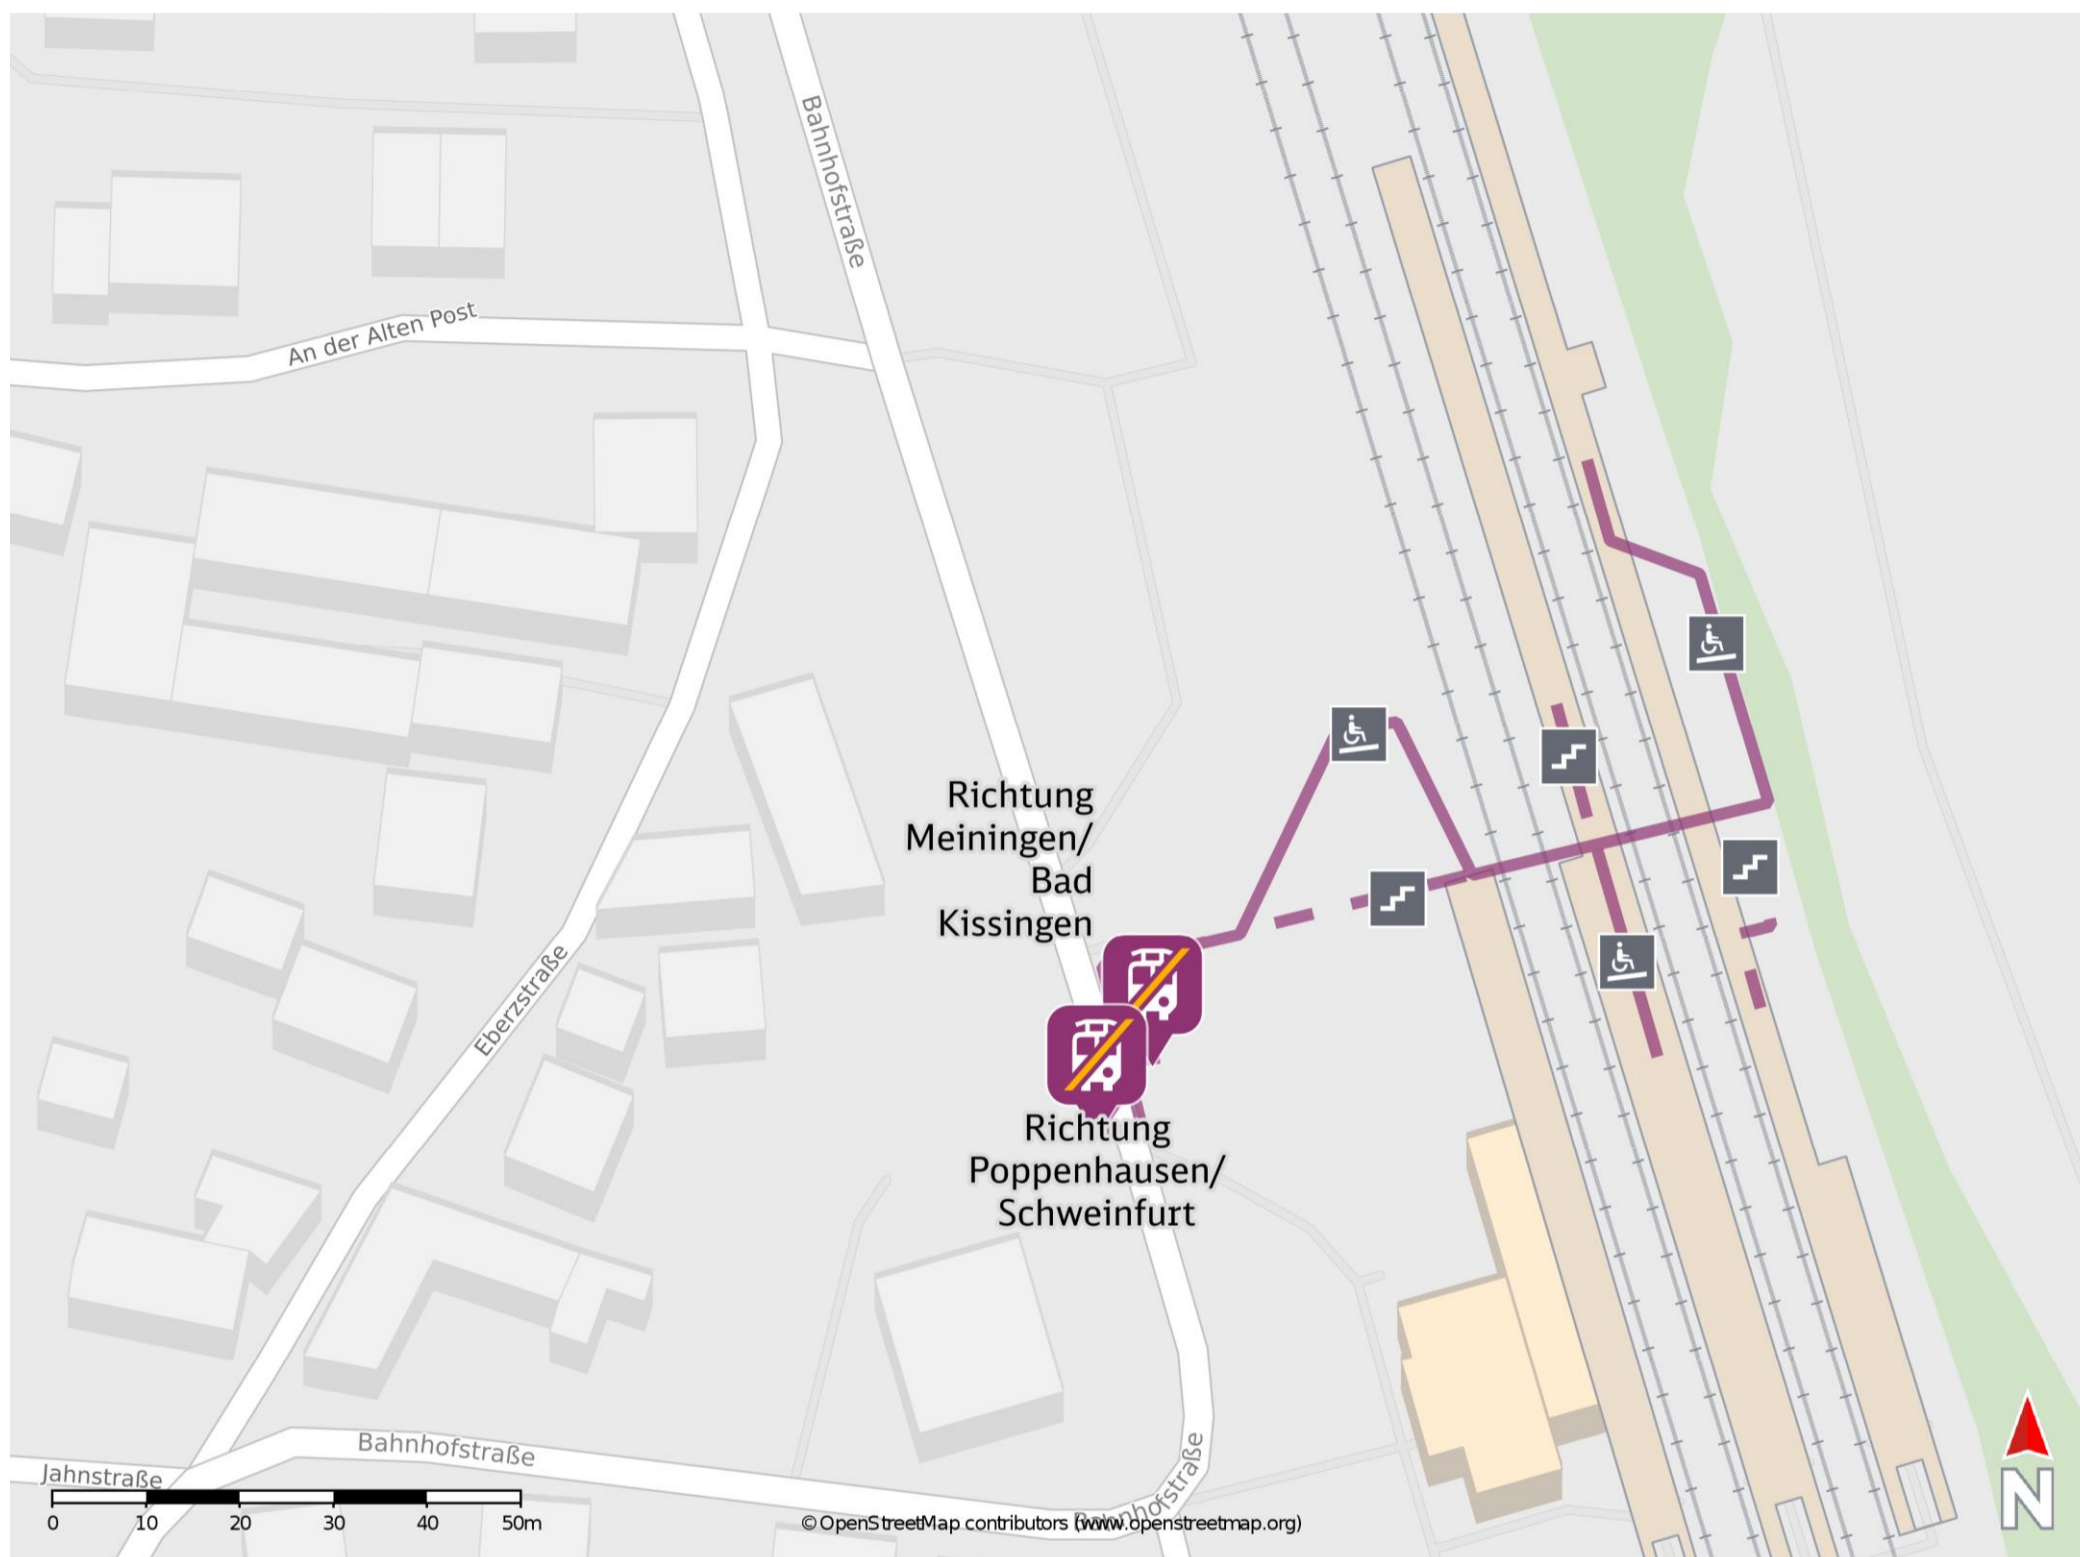 Bahnhofstraße
An der Alten Post
Richtung
Meiningen/
Bad
Kissingen
Eberzstraße
Richtung
Poppenhausen/
Schweinfurt
Bahnhofstraße
Bahnhofstraße
Jahnstraße
0 10 20 30 40 50m
© OpenStreetMap contributors (www.openstreetmap.org)
Bahnhofstraße
N